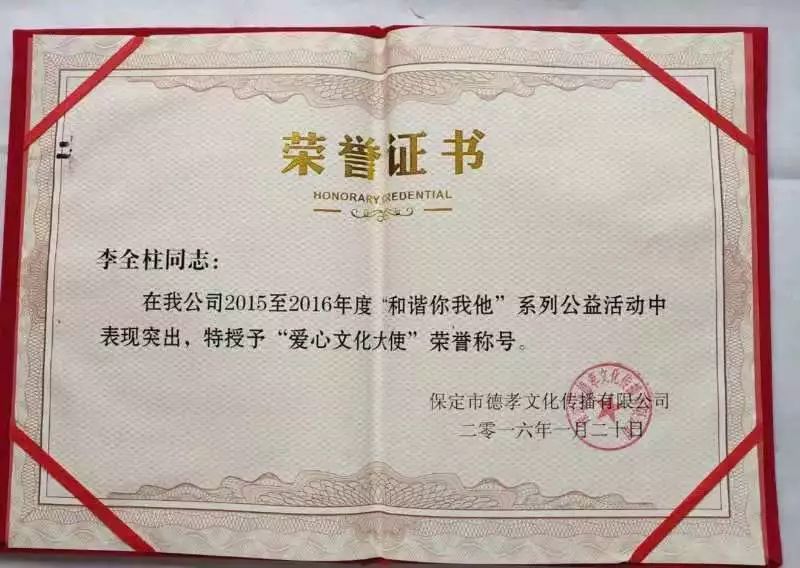 荣誉证书
HONORARY CREDENTIAL
李全柱同志：
在我公司2015至2016年度“和谐你我他”系列公益活动中
表现突出，特授予“爱心文化大使”荣誉称号。
保定市德孝文化传播有限公司
二零一六年一月二十日